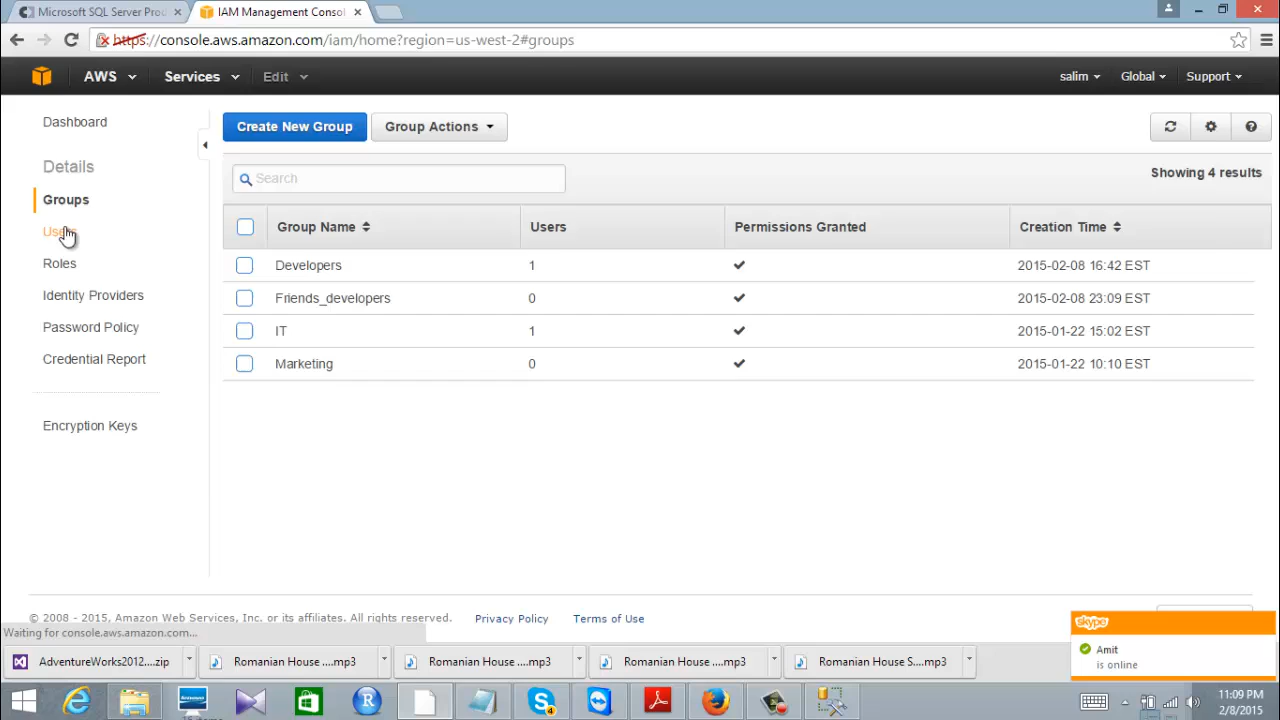 Microsoft SQL Server Prod
IAM Management Consol
https://console.aws.amazon.com/iam/home?region=us-west-2#groups
AWS
Services
Edit
salim
Global
Support
Dashboard
Details
Groups
Users
Roles
Identity Providers
Password Policy
Credential Report
Encryption Keys
Create New Group
Group Actions
Search
Showing 4 results
Group Name Users Permissions Granted Creation Time
Developers 1 2015-02-08 16:42 EST
Friends_developers 0 2015-02-08 23:09 EST
IT 1 2015-01-22 15:02 EST
Marketing 0 2015-01-22 10:10 EST
© 2008 - 2015, Amazon Web Services, Inc. or its affiliates. All rights reserved. Privacy Policy Terms of Use
Waiting for console.aws.amazon.com...
skype
Amit
is online
AdventureWorks2012....zip
Romanian House ....mp3
Romanian House ....mp3
Romanian House ....mp3
Romanian House S....mp3
11:09 PM
2/8/2015